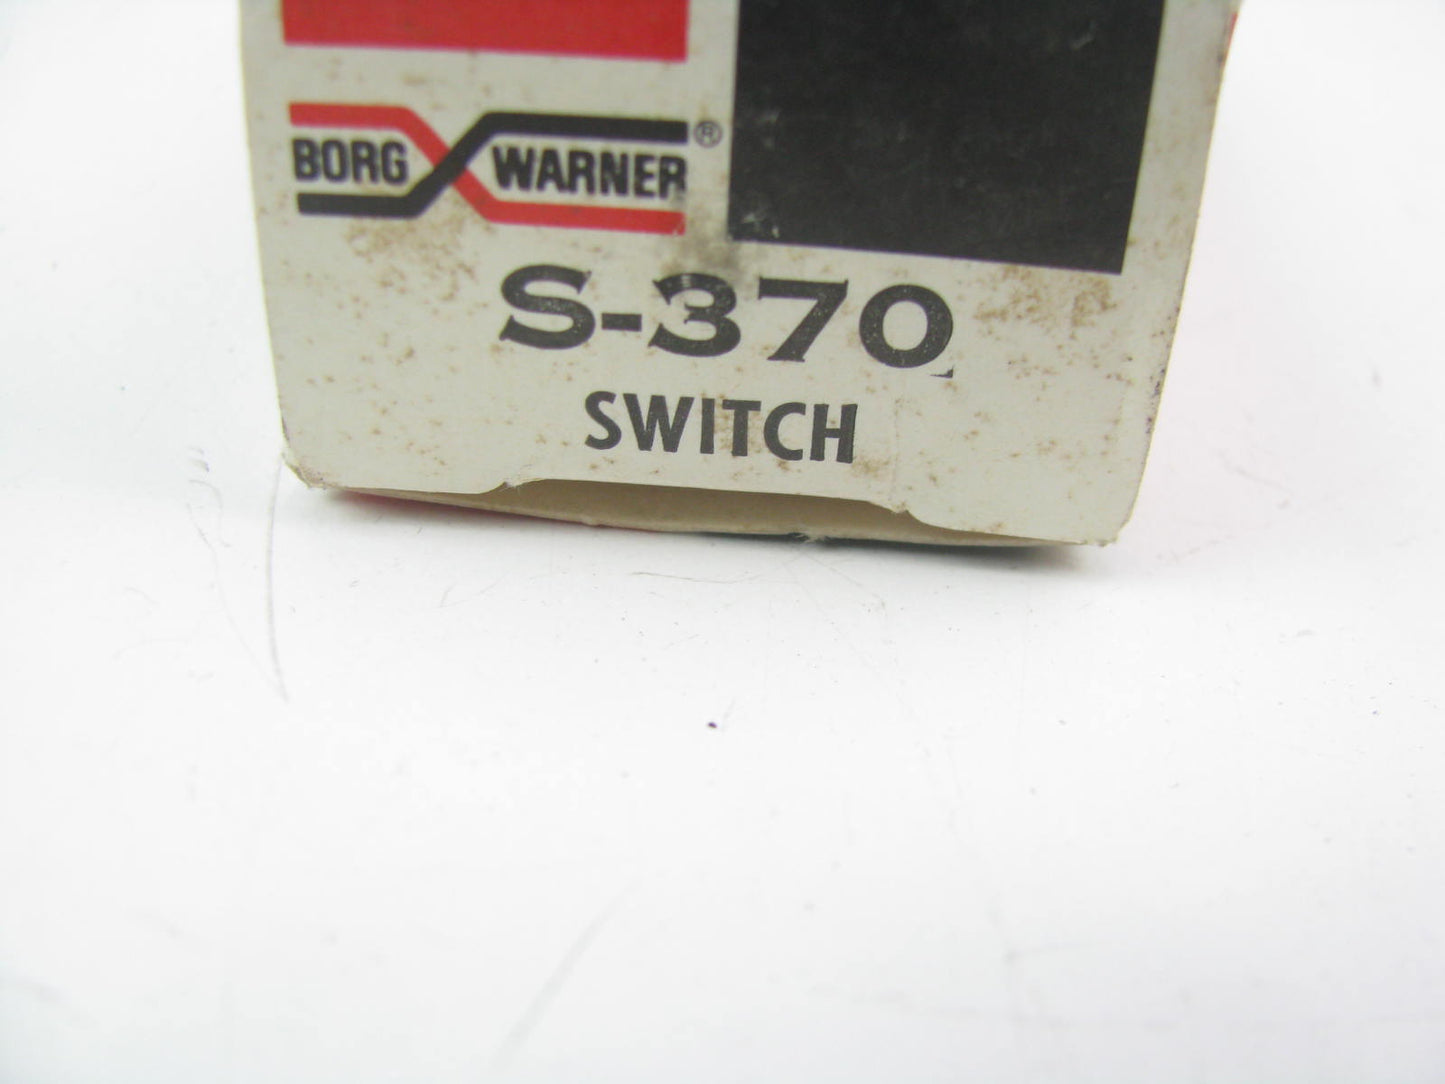 BORG WARNER ®
S-370
SWITCH